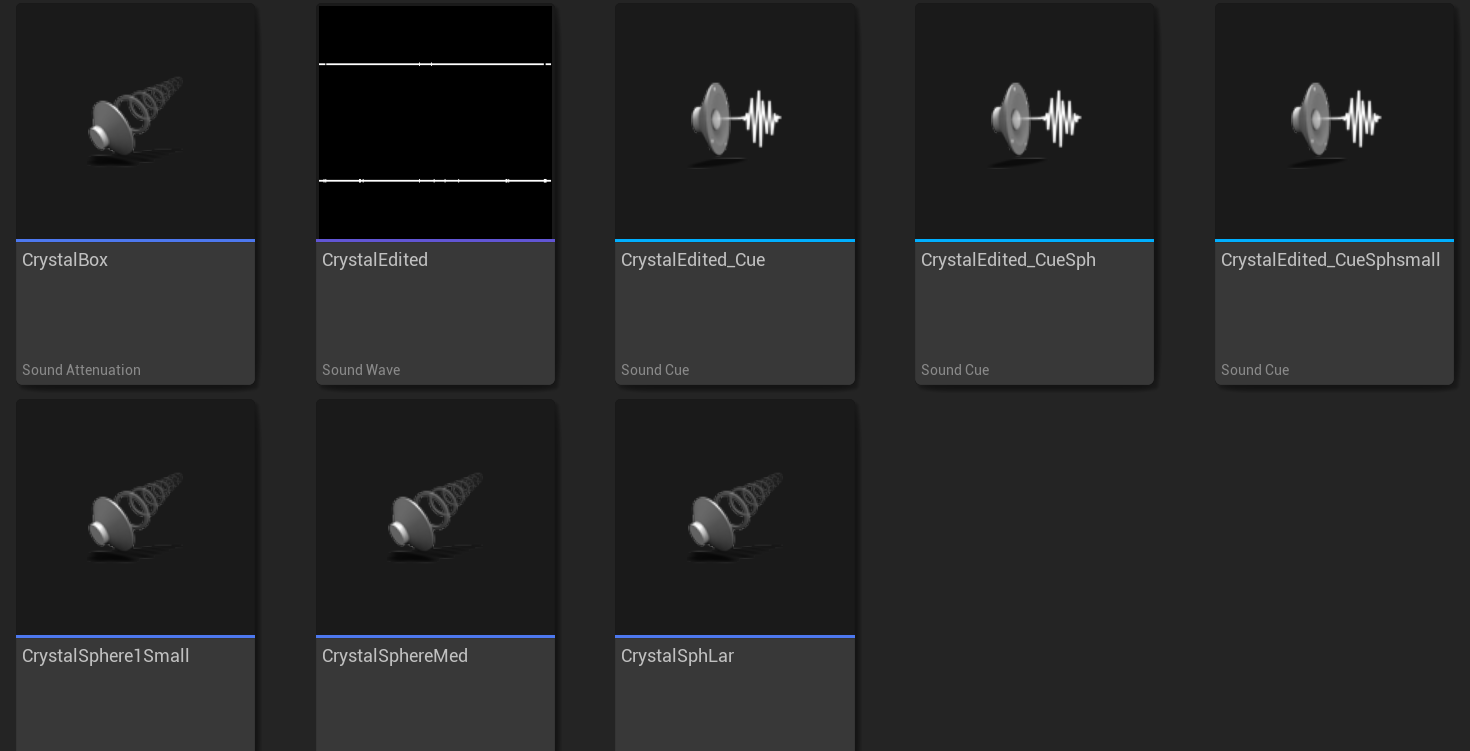 CrystalBox
CrystalEdited
CrystalEdited_Cue
CrystalEdited_CueSph
CrystalEdited_CueSphsmall
Sound Attenuation
Sound Wave
Sound Cue
Sound Cue
Sound Cue
CrystalSphere1Small
CrystalSphereMed
CrystalSphLar